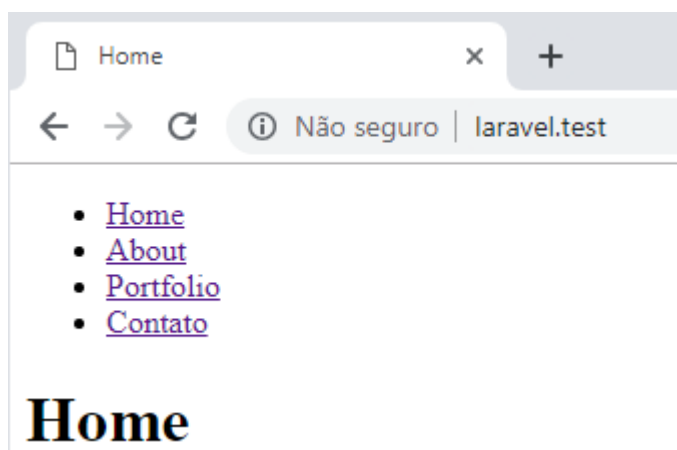 Home
Não seguro | laravel.test
Home
About
Portfolio
Contato
Home